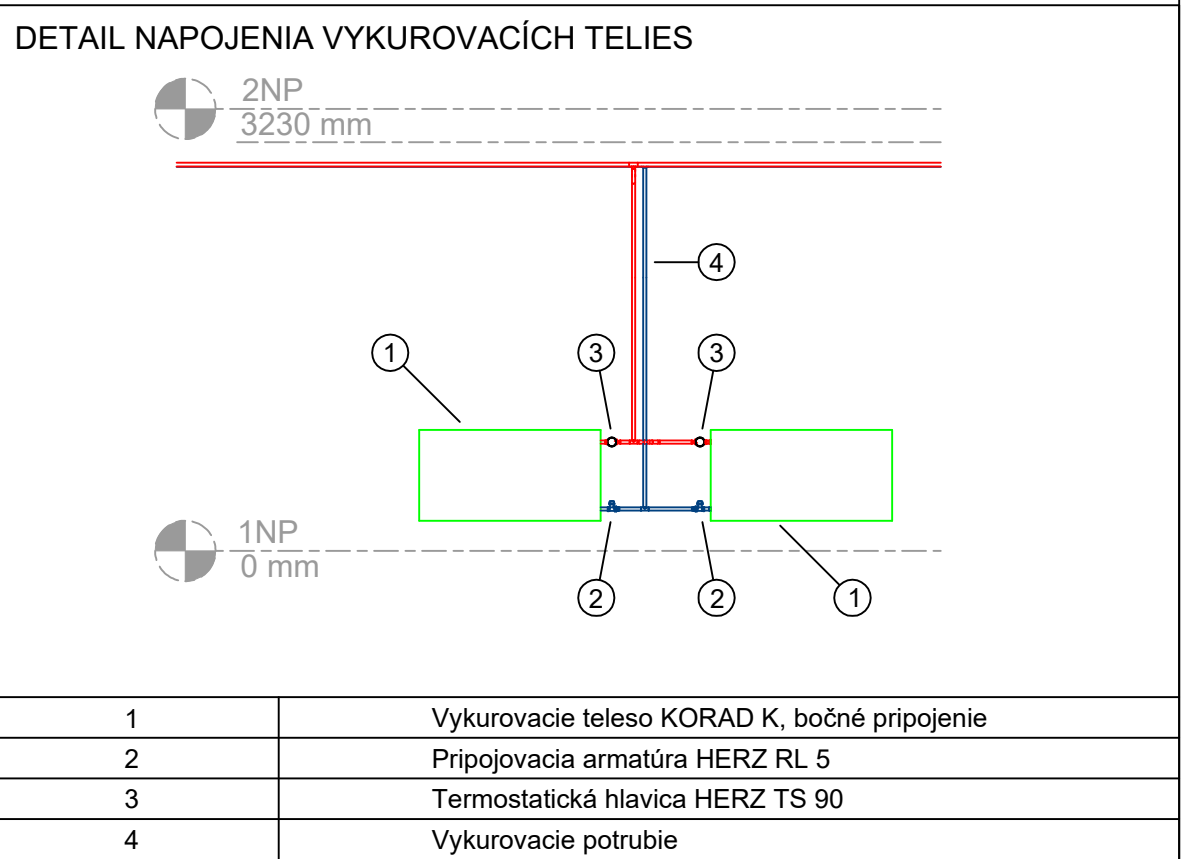 DETAIL NAPOJENIA VYKUROVACÍCH TELIES
2NP
3230 mm
4
1
3
3
1NP
0 mm
2
2
1
1 Vykurovacie teleso KORAD K, bočné pripojenie
2 Pripojovacia armatúra HERZ RL 5
3 Termostatická hlavica HERZ TS 90
4 Vykurovacie potrubie